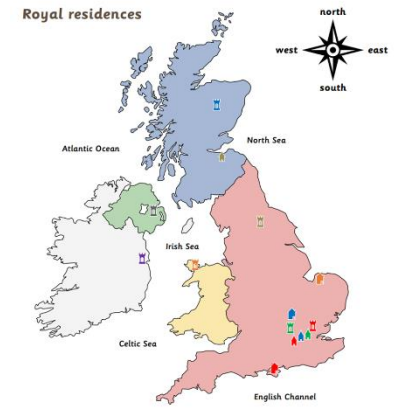 Royal residences
north
west east
south
Atlantic Ocean
North Sea
Irish Sea
Celtic Sea
English Channel